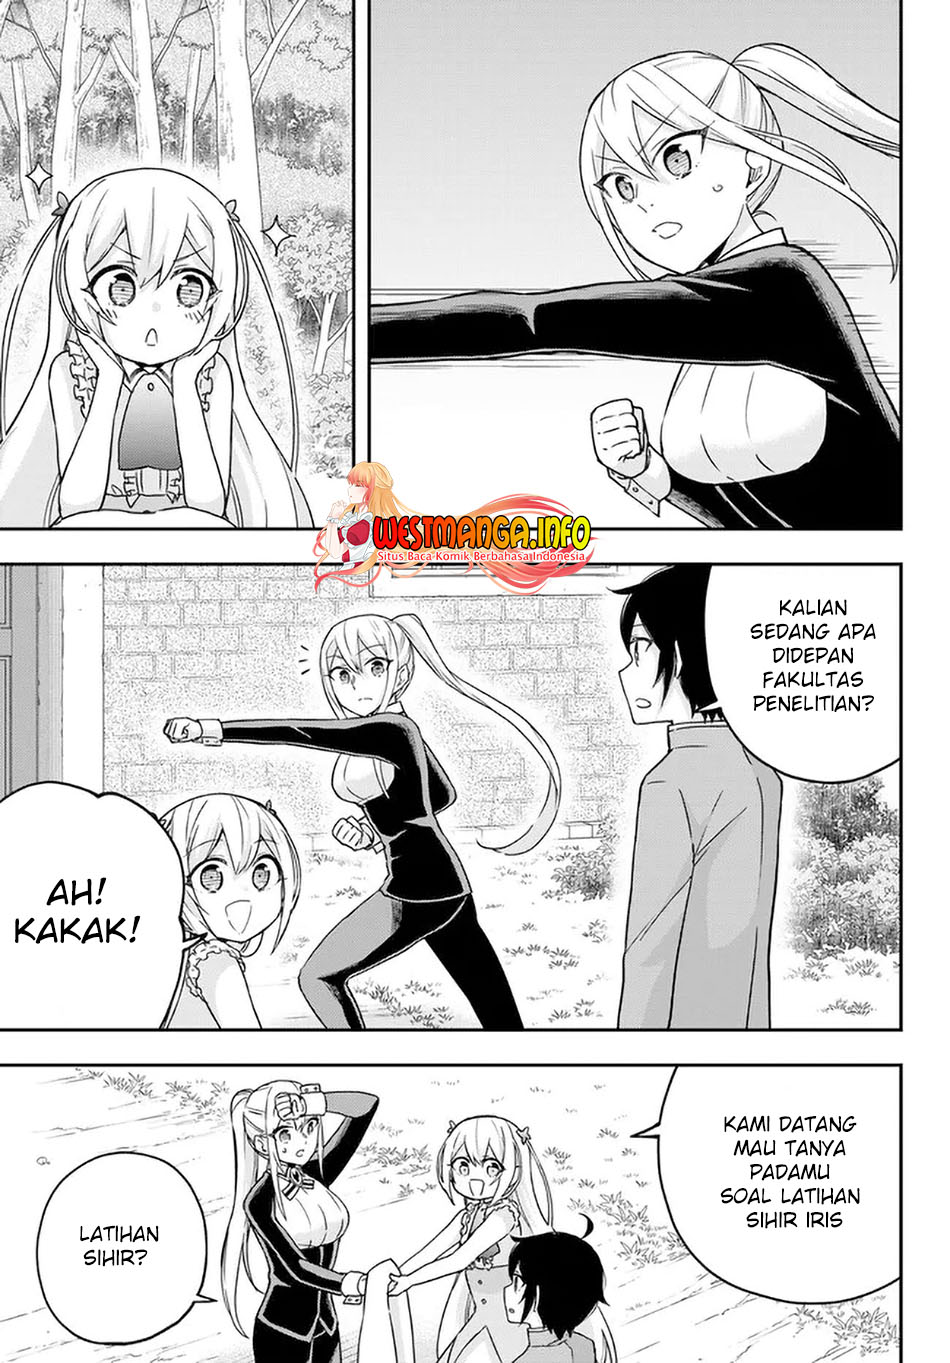 WESTMANGA.INFO
Situs Baca Komik Berbahasa Indonesia
KALIAN
SEDANG APA
DIDEPAN
FAKULTAS
PENELITIAN?
AH!
KAKAK!
KAMI DATANG
MAU TANYA
PADAMU
SOAL LATIHAN
SIHIR IRIS
LATIHAN
SIHIR?